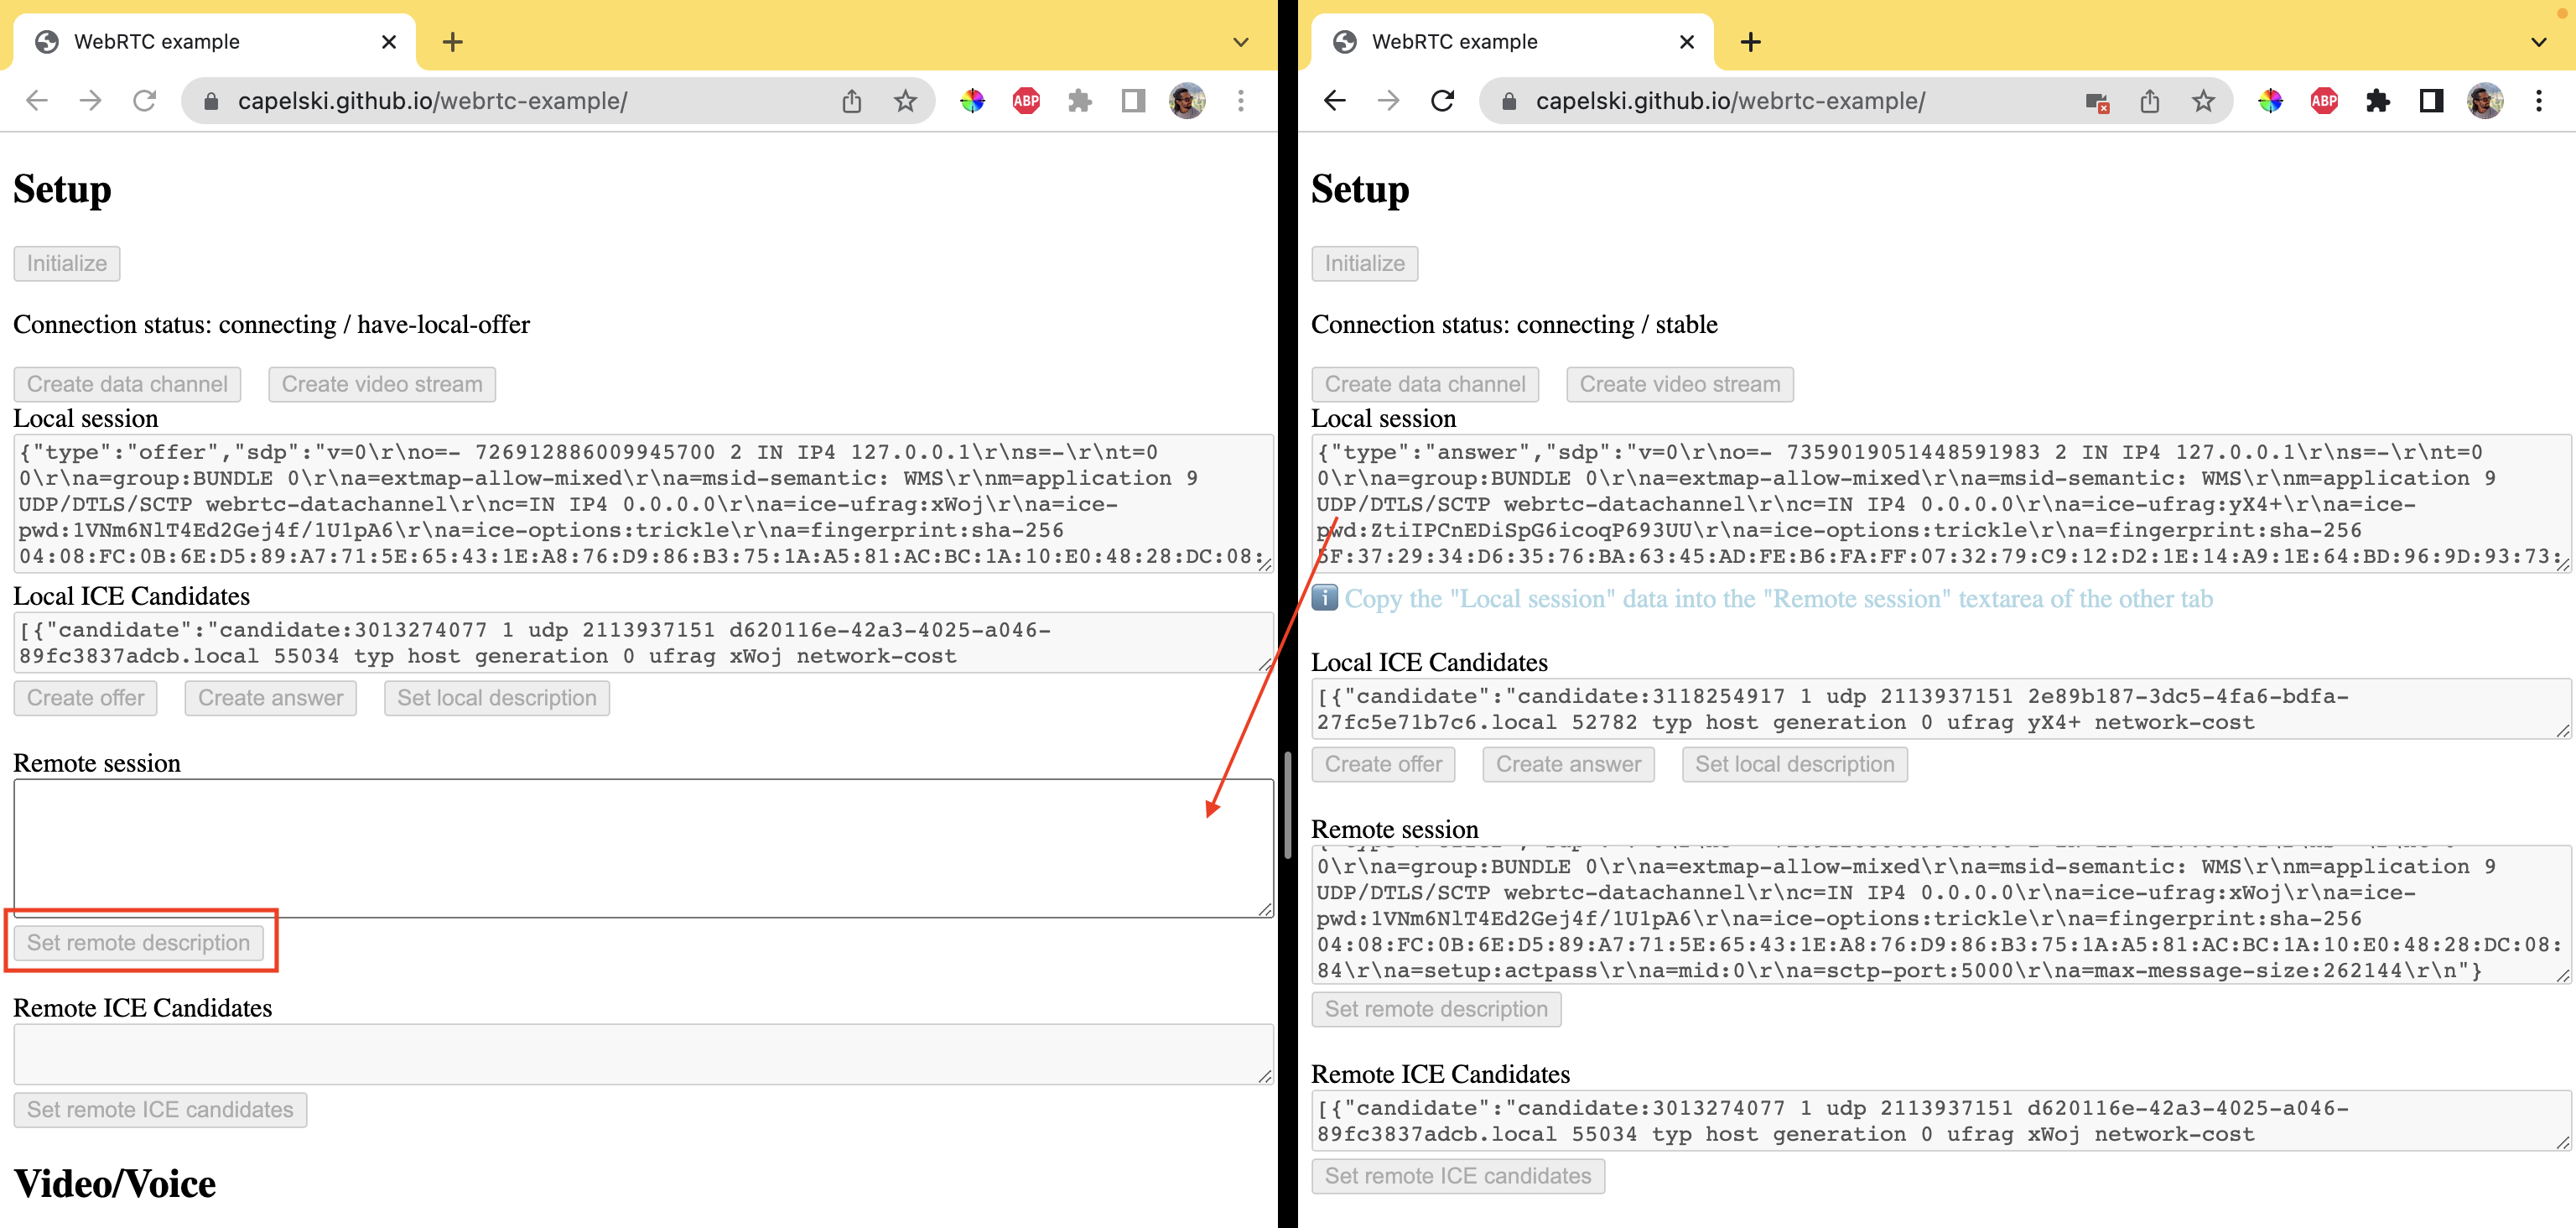 WebRTC example
capelski.github.io/webrtc-example/
ABP
Setup
Initialize
Connection status: connecting / have-local-offer
Create data channel Create video stream
Local session
{"type":"offer","sdp":"v=0\r\no=- 726912886009945700 2 IN IP4 127.0.0.1\r\ns=-\r\nt=0
0\r\na=group:BUNDLE 0\r\na=extmap-allow-mixed\r\na=msid-semantic: WMS\r\nm=application 9
UDP/DTLS/SCTP webrtc-datachannel\r\nc=IN IP4 0.0.0.0\r\na=ice-ufrag:xWoj\r\na=ice-
pwd:1VNm6NlT4Ed2Gej4f/1U1pA6\r\na=ice-options:trickle\r\na=fingerprint:sha-256
04:08:FC:0B:6E:D5:89:A7:71:5E:65:43:1E:A8:76:D9:86:B3:75:1A:A5:81:AC:BC:1A:10:E0:48:28:DC:08:
Local ICE Candidates
[{"candidate":"candidate:3013274077 1 udp 2113937151 d620116e-42a3-4025-a046-
89fc3837adcb.local 55034 typ host generation 0 ufrag xWoj network-cost
Create offer Create answer Set local description
Remote session
Set remote description
Remote ICE Candidates
Set remote ICE candidates
Video/Voice
WebRTC example
capelski.github.io/webrtc-example/
ABP
Setup
Initialize
Connection status: connecting / stable
Create data channel Create video stream
Local session
{"type":"answer","sdp":"v=0\r\no=- 7359019051448591983 2 IN IP4 127.0.0.1\r\ns=-\r\nt=0
0\r\na=group:BUNDLE 0\r\na=extmap-allow-mixed\r\na=msid-semantic: WMS\r\nm=application 9
UDP/DTLS/SCTP webrtc-datachannel\r\nc=IN IP4 0.0.0.0\r\na=ice-ufrag:yX4+\r\na=ice-
pwd:ZtiIPCnEDiSpG6icoqP693UU\r\na=ice-options:trickle\r\na=fingerprint:sha-256
5F:37:29:34:D6:35:76:BA:63:45:AD:FE:B6:FA:FF:07:32:79:C9:12:D2:1E:14:A9:1E:64:BD:96:9D:93:73:
Copy the "Local session" data into the "Remote session" textarea of the other tab
Local ICE Candidates
[{"candidate":"candidate:3118254917 1 udp 2113937151 2e89b187-3dc5-4fa6-bdfa-
27fc5e71b7c6.local 52782 typ host generation 0 ufrag yX4+ network-cost
Create offer Create answer Set local description
Remote session
0\r\na=group:BUNDLE 0\r\na=extmap-allow-mixed\r\na=msid-semantic: WMS\r\nm=application 9
UDP/DTLS/SCTP webrtc-datachannel\r\nc=IN IP4 0.0.0.0\r\na=ice-ufrag:xWoj\r\na=ice-
pwd:1VNm6NlT4Ed2Gej4f/1U1pA6\r\na=ice-options:trickle\r\na=fingerprint:sha-256
04:08:FC:0B:6E:D5:89:A7:71:5E:65:43:1E:A8:76:D9:86:B3:75:1A:A5:81:AC:BC:1A:10:E0:48:28:DC:08:
84\r\na=setup:actpass\r\na=mid:0\r\na=sctp-port:5000\r\na=max-message-size:262144\r\n"}
Set remote description
Remote ICE Candidates
[{"candidate":"candidate:3013274077 1 udp 2113937151 d620116e-42a3-4025-a046-
89fc3837adcb.local 55034 typ host generation 0 ufrag xWoj network-cost
Set remote ICE candidates